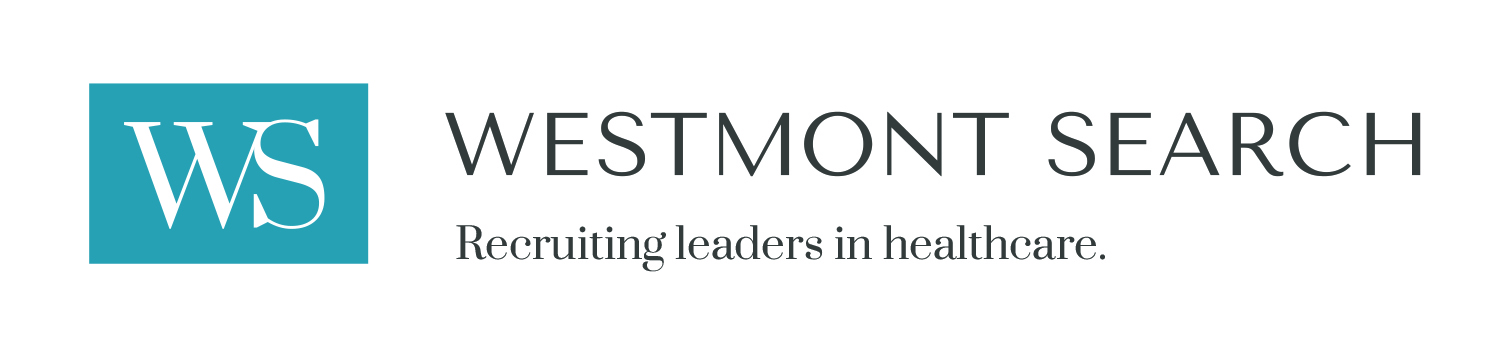 WS
WESTMONT SEARCH
Recruiting leaders in healthcare.